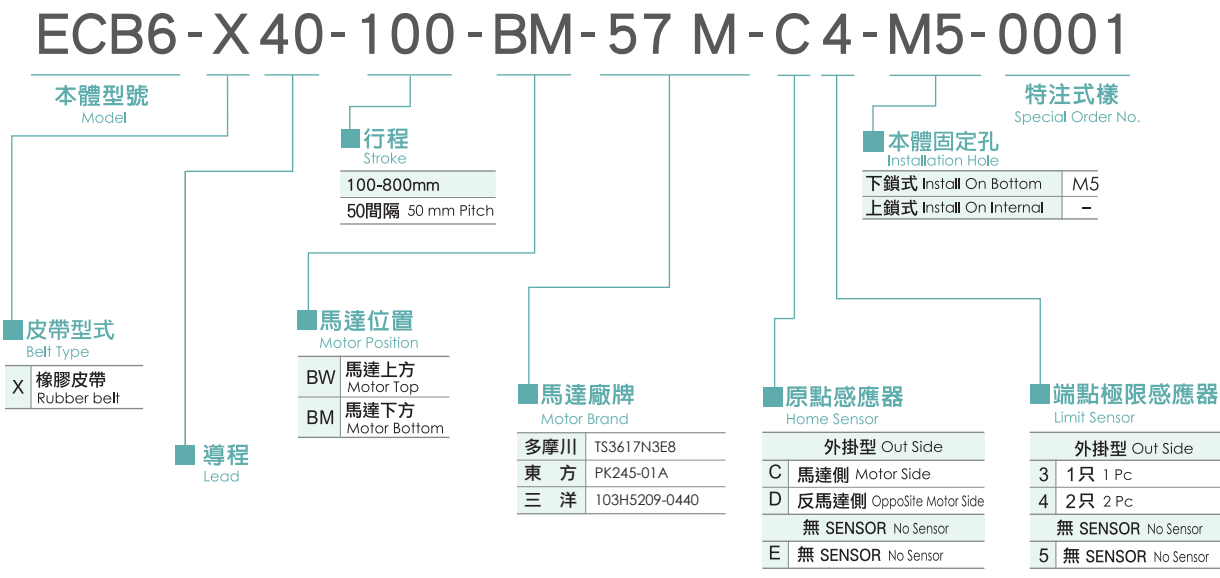 ECB6-X40-100-BM-57 M-C4-M5-0001
本體型號
Model
特注式樣
Special Order No.
行程
Stroke
100-800mm
50間隔 50 mm Pitch
本體固定孔
Installation Hole
下鎖式 Install On Bottom M5
上鎖式 Install On Internal –
皮帶型式
Belt Type
X 橡膠皮帶
Rubber belt
導程
Lead
馬達位置
Motor Position
BW 馬達上方
Motor Top
BM 馬達下方
Motor Bottom
馬達廠牌
Motor Brand
多摩川 TS3617N3E8
東方 PK245-01A
三洋 103H5209-0440
原點感應器
Home Sensor
外掛型 Out Side
C 馬達側 Motor Side
D 反馬達側 OppoSite Motor Side
無 SENSOR No Sensor
E 無 SENSOR No Sensor
端點極限感應器
Limit Sensor
外掛型 Out Side
3 1只 1 Pc
4 2只 2 Pc
無 SENSOR No Sensor
5 無 SENSOR No Sensor